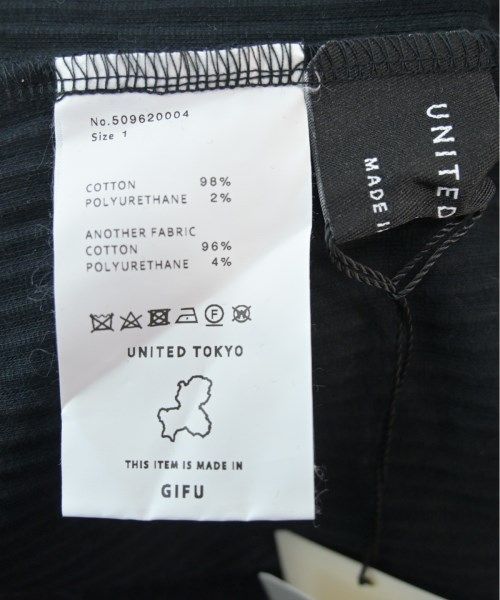 No.509620004
Size 1
COTTON 98%
POLYURETHANE 2%
ANOTHER FABRIC
COTTON 96%
POLYURETHANE 4%
F W
UNITED TOKYO
THIS ITEM IS MADE IN
GIFU
UNITED
MADE